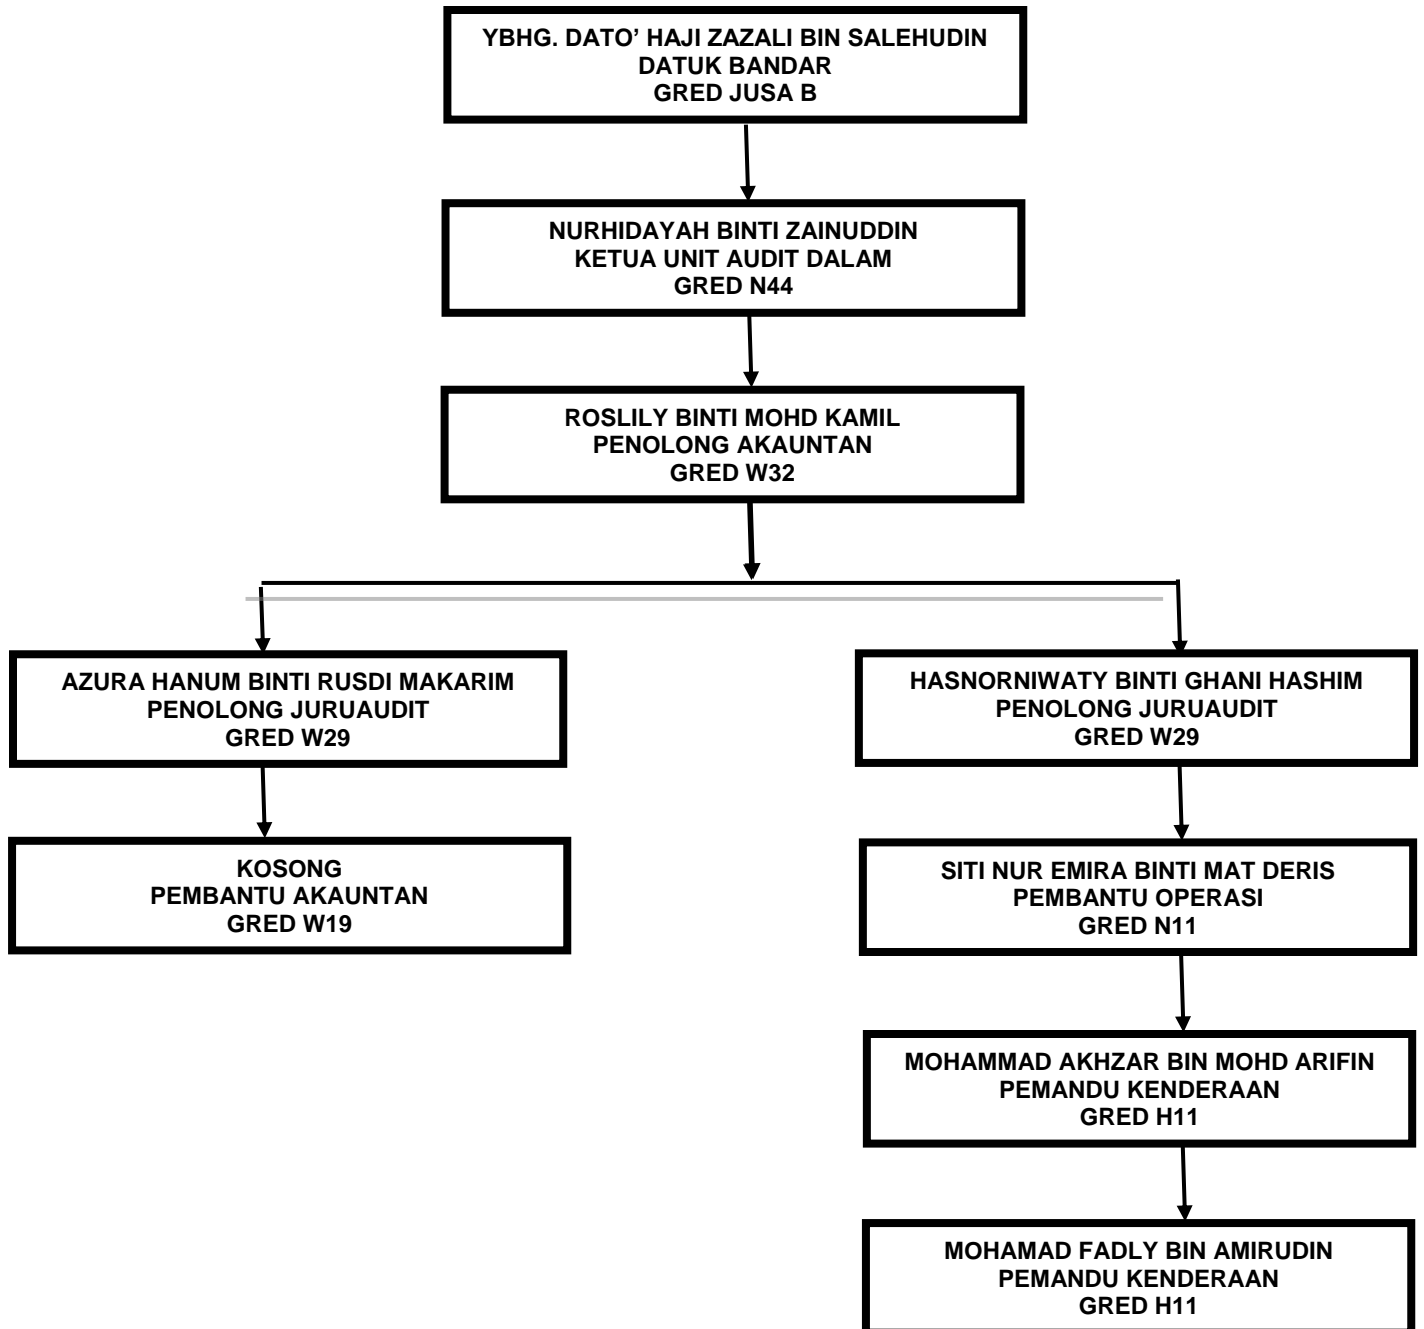 YBHG. DATO’ HAJI ZAZALI BIN SALEHUDIN
DATUK BANDAR
GRED JUSA B
NURHIDAYAH BINTI ZAINUDDIN
KETUA UNIT AUDIT DALAM
GRED N44
ROSLILY BINTI MOHD KAMIL
PENOLONG AKAUNTAN
GRED W32
AZURA HANUM BINTI RUSDI MAKARIM
PENOLONG JURUAUDIT
GRED W29
KOSONG
PEMBANTU AKAUNTAN
GRED W19
HASNORNIWATY BINTI GHANI HASHIM
PENOLONG JURUAUDIT
GRED W29
SITI NUR EMIRA BINTI MAT DERIS
PEMBANTU OPERASI
GRED N11
MOHAMMAD AKHZAR BIN MOHD ARIFIN
PEMANDU KENDERAAN
GRED H11
MOHAMAD FADLY BIN AMIRUDIN
PEMANDU KENDERAAN
GRED H11